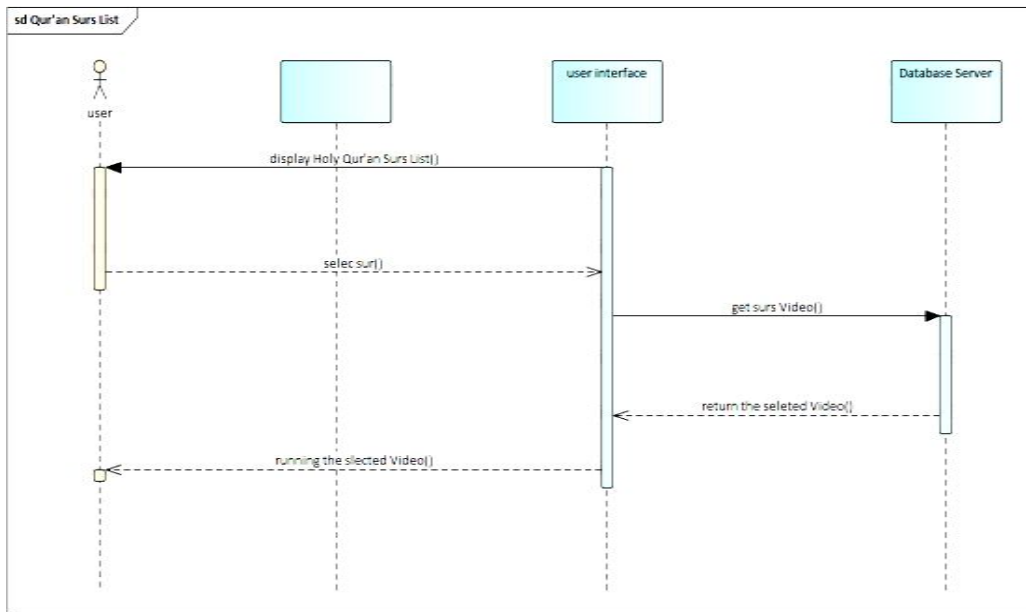 sd Qur'an Surs List
user
user interface
Database Server
display Holy Qur'an Surs List()
selec sur()
get surs Video()
return the seleted Video()
running the slected Video()